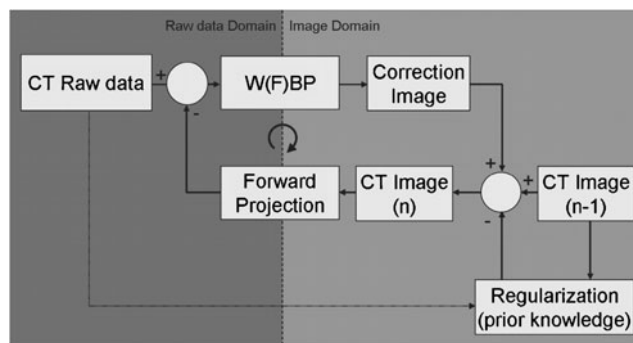 Raw data Domain
Image Domain
CT Raw data
+
-
W(F)BP
Correction
Image
+
+
-
Forward
Projection
CT Image
(n)
CT Image
(n-1)
Regularization
(prior knowledge)